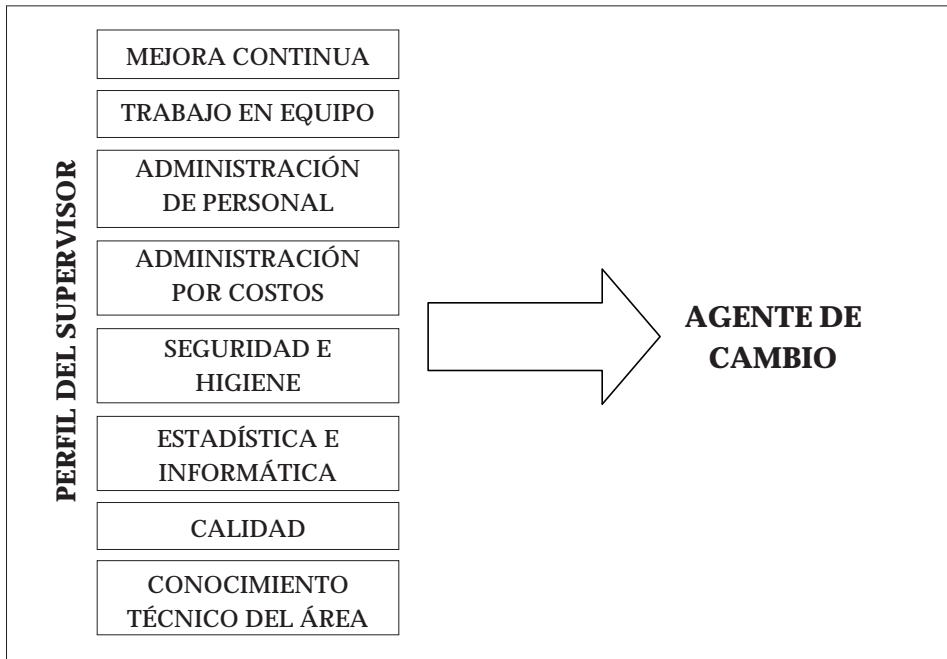 PERFIL DEL SUPERVISOR
MEJORA CONTINUA
TRABAJO EN EQUIPO
ADMINISTRACIÓN
DE PERSONAL
ADMINISTRACIÓN
POR COSTOS
SEGURIDAD E
HIGIENE
ESTADÍSTICA E
INFORMÁTICA
CALIDAD
CONOCIMIENTO
TÉCNICO DEL ÁREA
AGENTE DE
CAMBIO